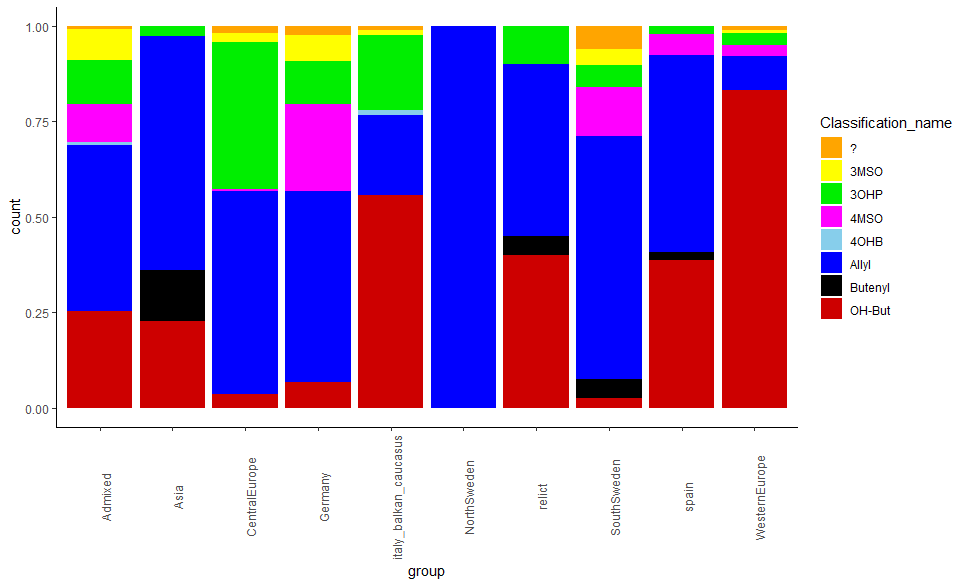 count
1.00
0.75
0.50
0.25
0.00
Admixed
Asia
CentralEurope
Germany
italy_balkan_caucasus
NorthSweden
relict
SouthSweden
spain
WesternEurope
group
Classification_name
?
3MSO
3OHP
4MSO
4OHB
Allyl
Butenyl
OH-But